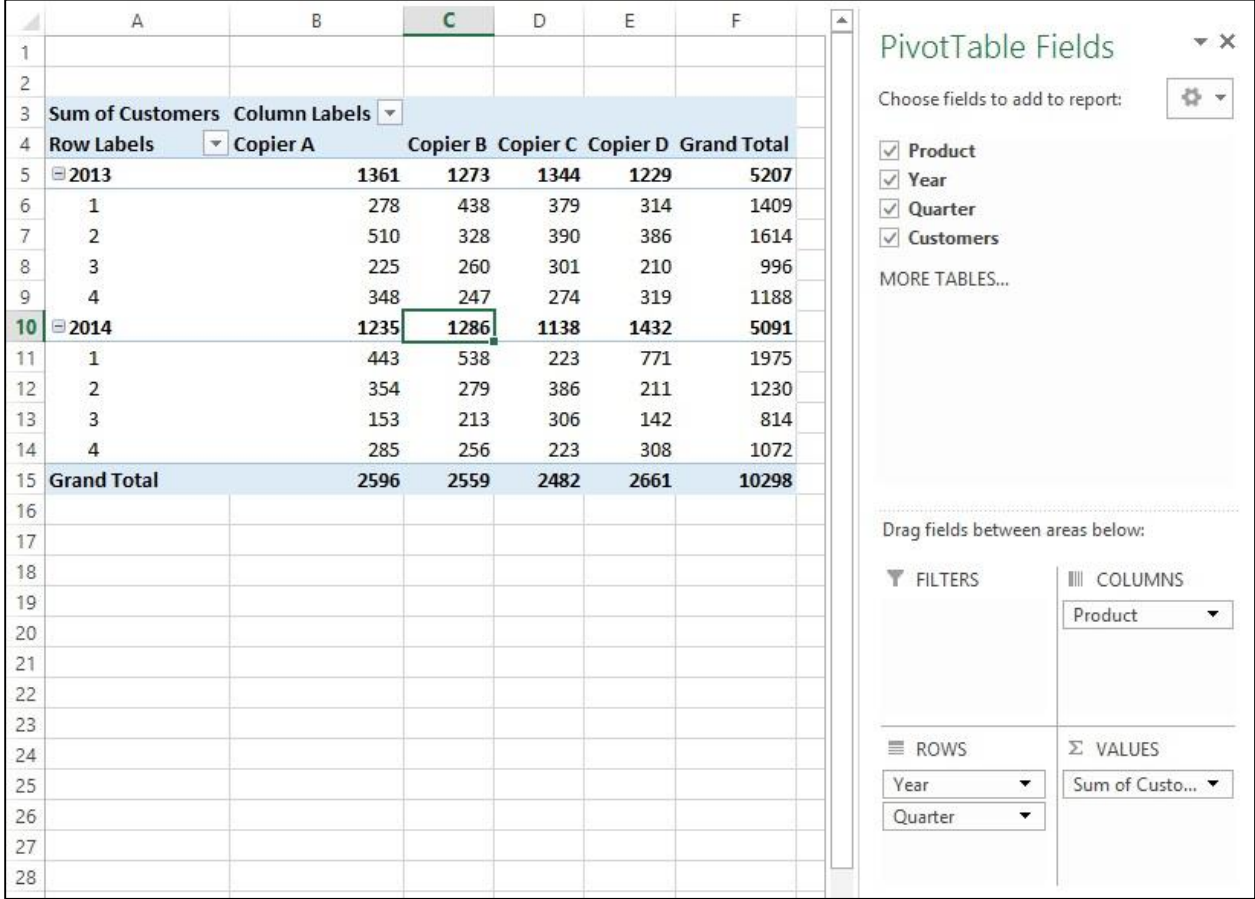 A B C D E F
1
2
3 Sum of Customers Column Labels
4 Row Labels Copier A Copier B Copier C Copier D Grand Total
5 2013 1361 1273 1344 1229 5207
6 1 278 438 379 314 1409
7 2 510 328 390 386 1614
8 3 225 260 301 210 996
9 4 348 247 274 319 1188
10 2014 1235 1286 1138 1432 5091
11 1 443 538 223 771 1975
12 2 354 279 386 211 1230
13 3 153 213 306 142 814
14 4 285 256 223 308 1072
15 Grand Total 2596 2559 2482 2661 10298
16
17
18
19
20
21
22
23
24
25
26
27
28
PivotTable Fields
Choose fields to add to report:
Product
Year
Quarter
Customers
MORE TABLES...
Drag fields between areas below:
FILTERS
COLUMNS
Product
ROWS
Year
Quarter
Σ VALUES
Sum of Custo...